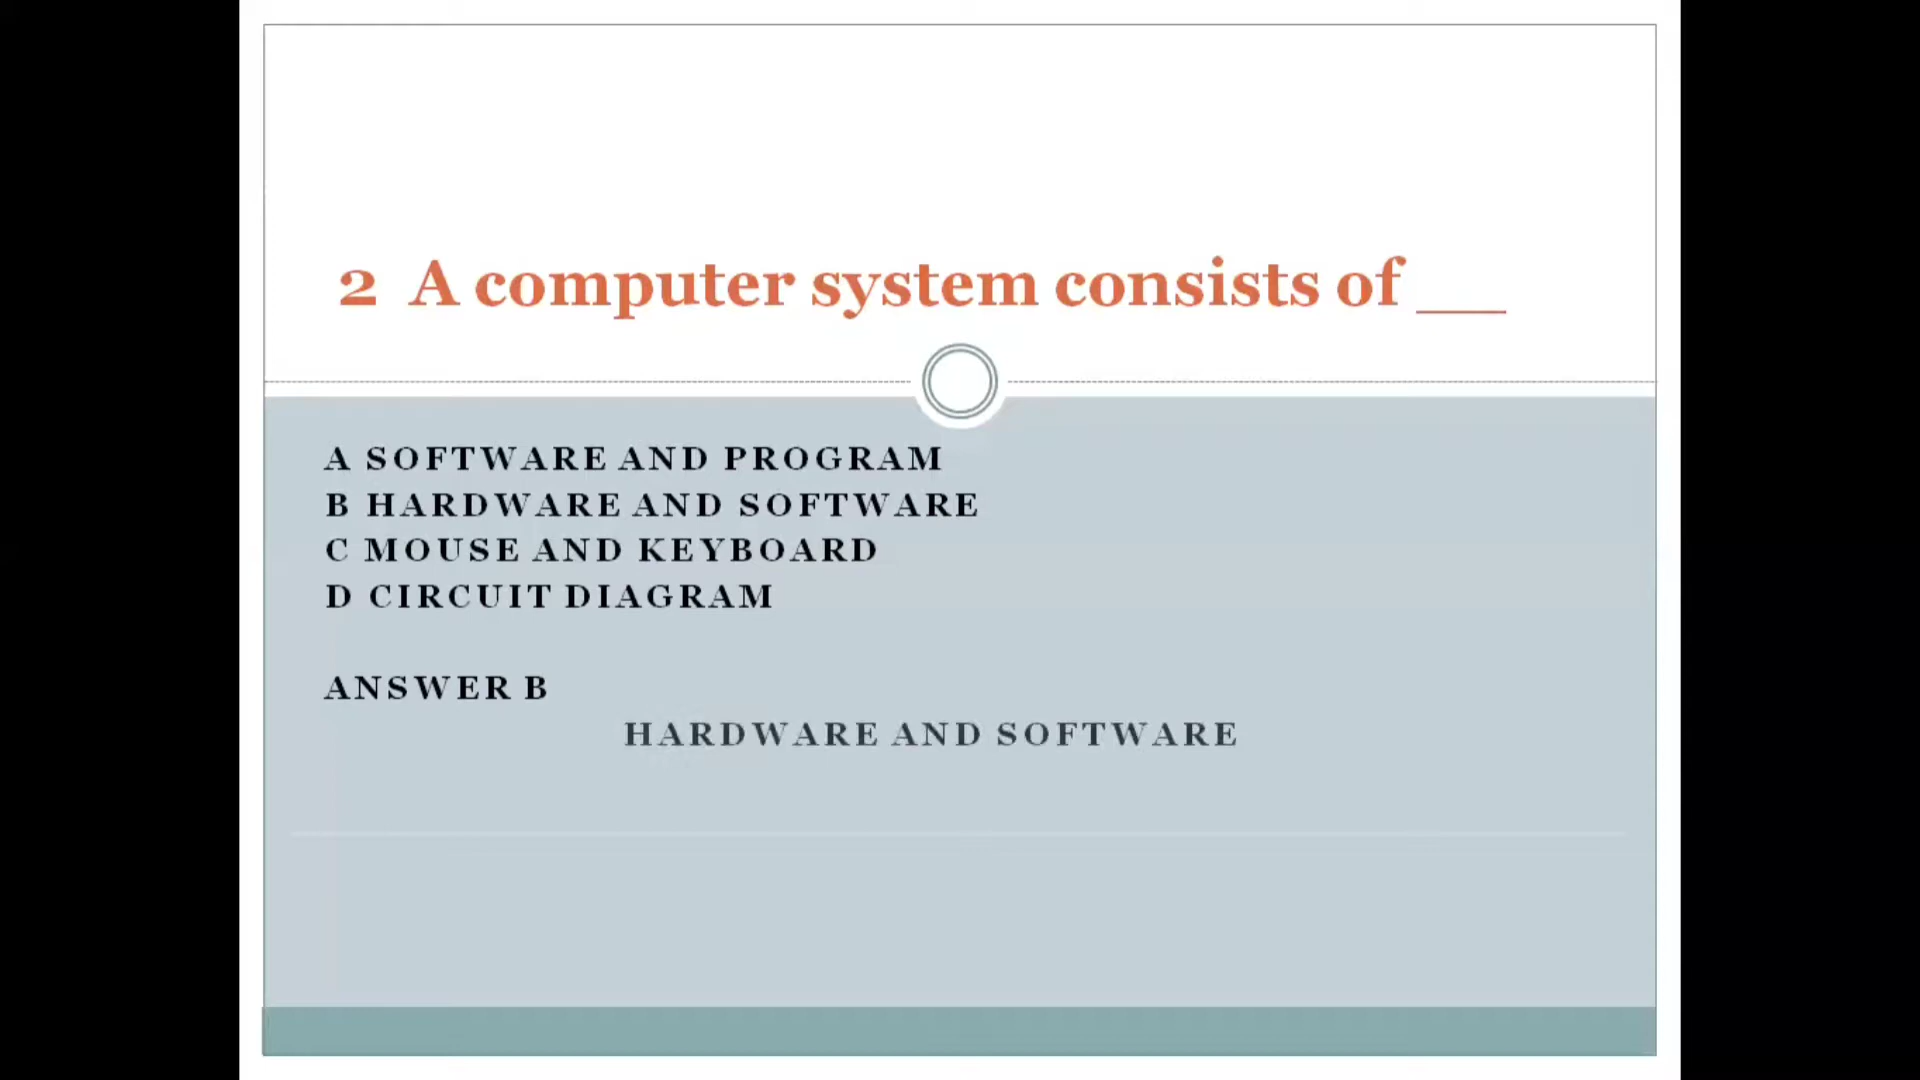 2 A computer system consists of ___
A SOFTWARE AND PROGRAM
B HARDWARE AND SOFTWARE
C MOUSE AND KEYBOARD
D CIRCUIT DIAGRAM
ANSWER B
HARDWARE AND SOFTWARE